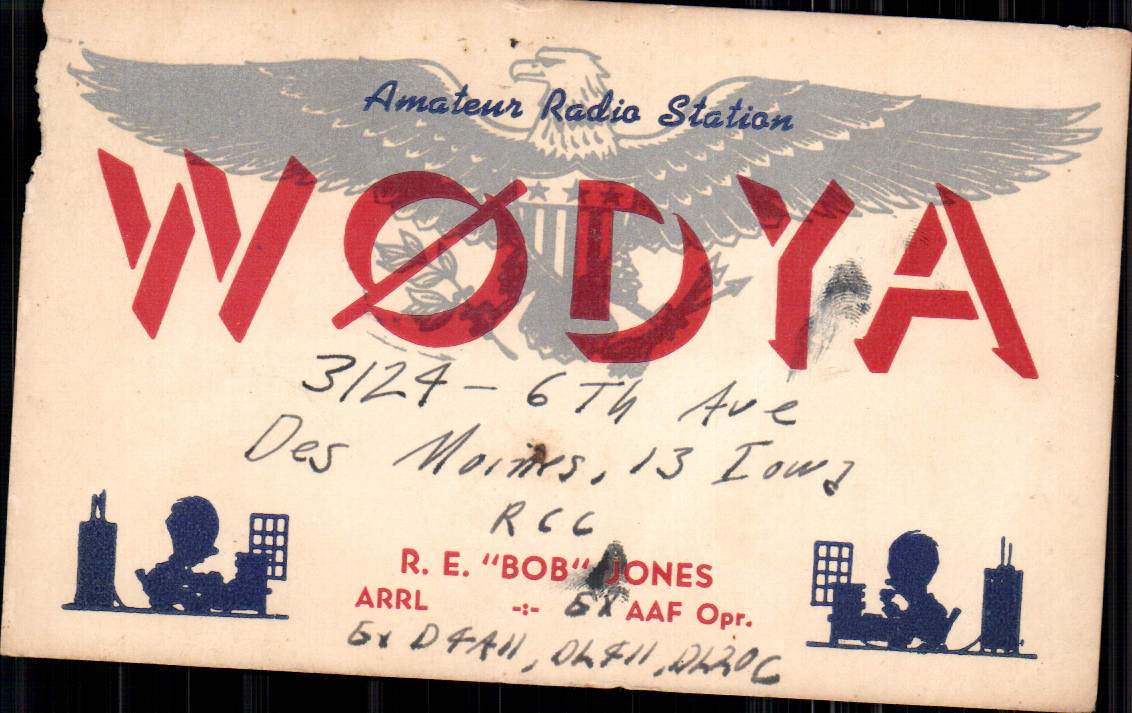 Amateur Radio Station
WØDYA
3124 - 6Th Ave
Des Moines, 13 Iowa
RCC
R. E. "BOB" JONES
ARRL -:- Ex AAF Opr.
Ex D4AII, DL4II,